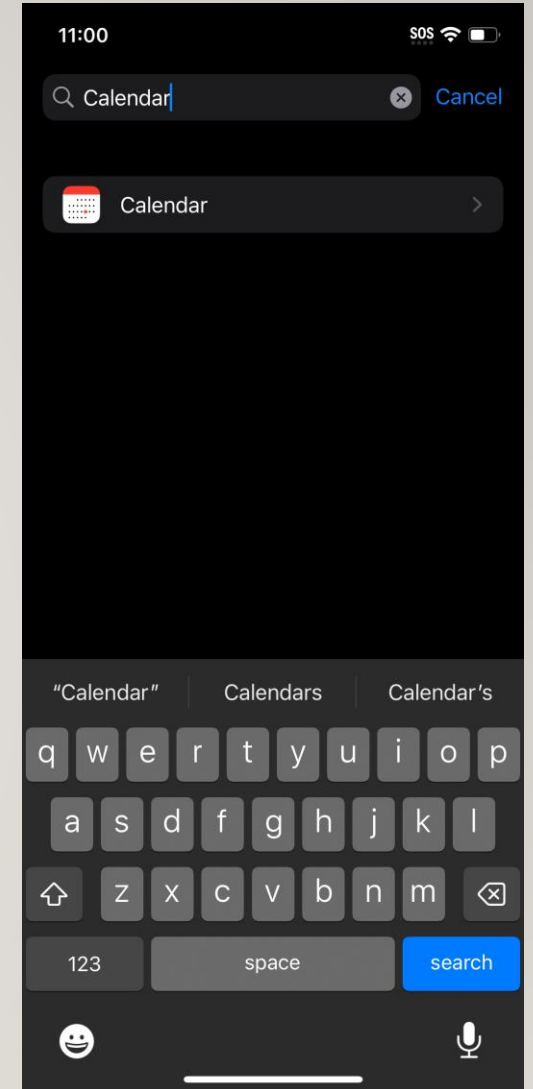 11:00 SOS
Calendar Cancel
Calendar
“Calendar” Calendars Calendar's
q w e r t y u i o p
a s d f g h j k l
z x c v b n m
123 space search